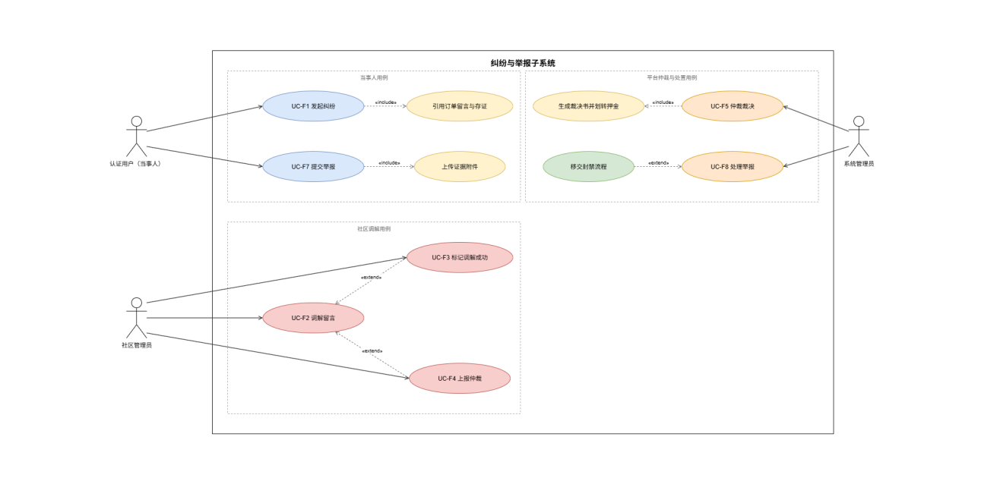 纠纷与举报子系统
当事人用例
平台仲裁与处置用例
UC-F1 发起纠纷
«include»
引用订单留言与存证
生成裁决书并划转押金
«include»
UC-F5 仲裁裁决
认证用户（当事人）
系统管理员
UC-F7 提交举报
«include»
上传证据附件
移交封禁流程
«extend»
UC-F8 处理举报
社区调解用例
UC-F3 标记调解成功
«extend»
UC-F2 调解留言
社区管理员
«extend»
UC-F4 上报仲裁